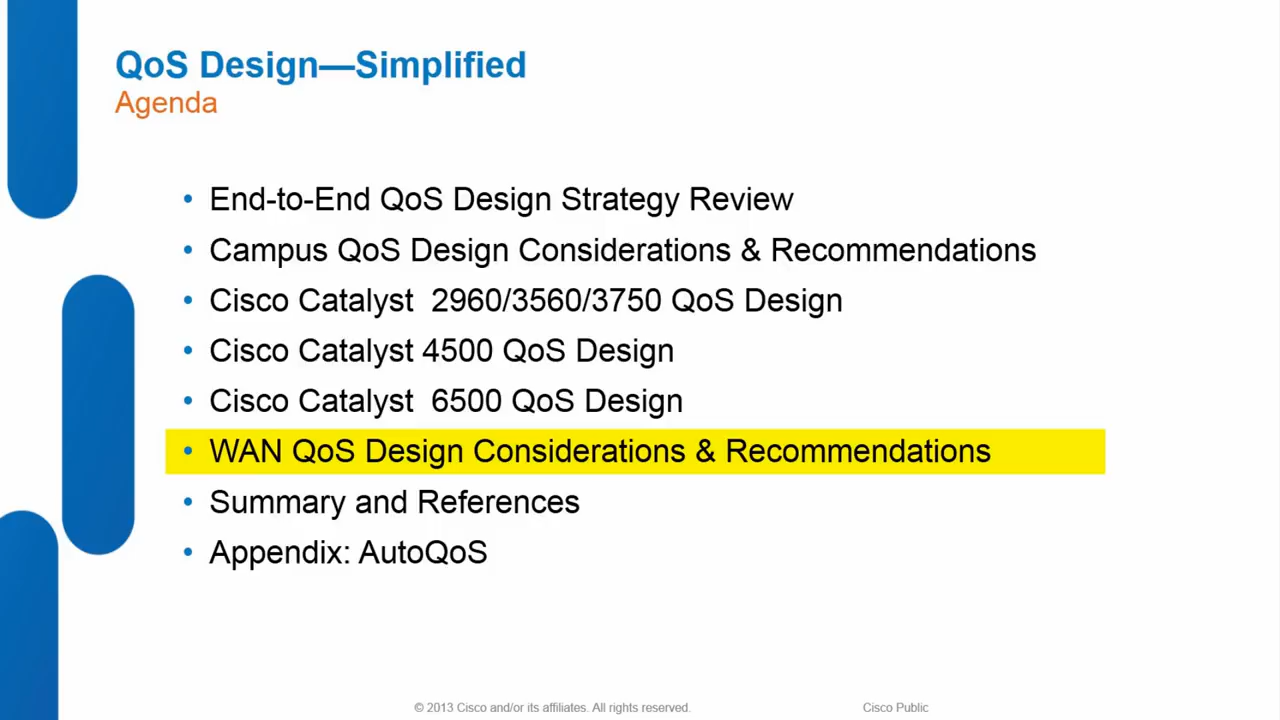 QoS Design—Simplified
Agenda
• End-to-End QoS Design Strategy Review
• Campus QoS Design Considerations & Recommendations
• Cisco Catalyst  2960/3560/3750 QoS Design
• Cisco Catalyst 4500 QoS Design
• Cisco Catalyst  6500 QoS Design
• WAN QoS Design Considerations & Recommendations
• Summary and References
• Appendix: AutoQoS
© 2013 Cisco and/or its affiliates. All rights reserved. Cisco Public